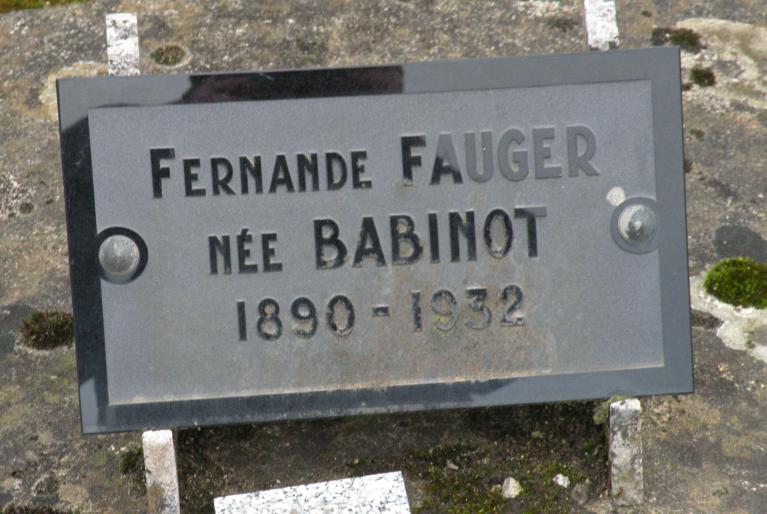 Fernande FAUGER
NÉE BABINOT
1890 - 1932